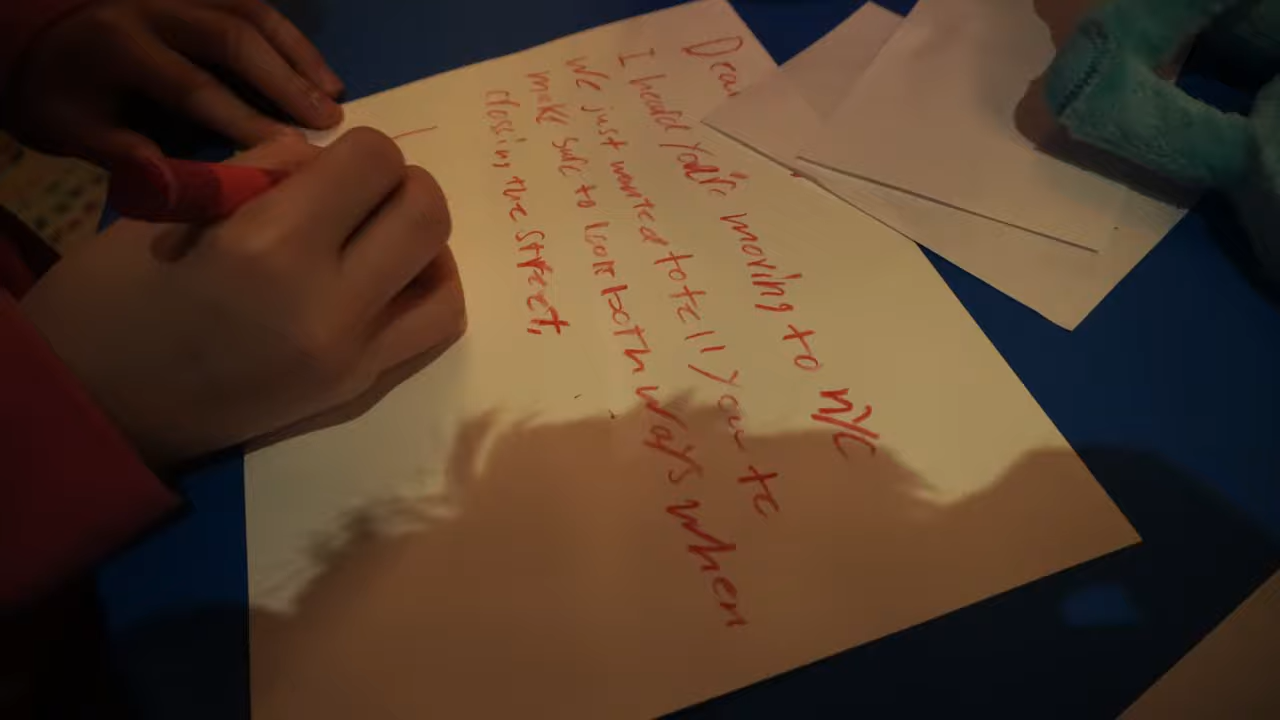 Dear
I heard You're moving to nYC
We just wanted to tell you to
make sure to look both ways when
crossing the street,